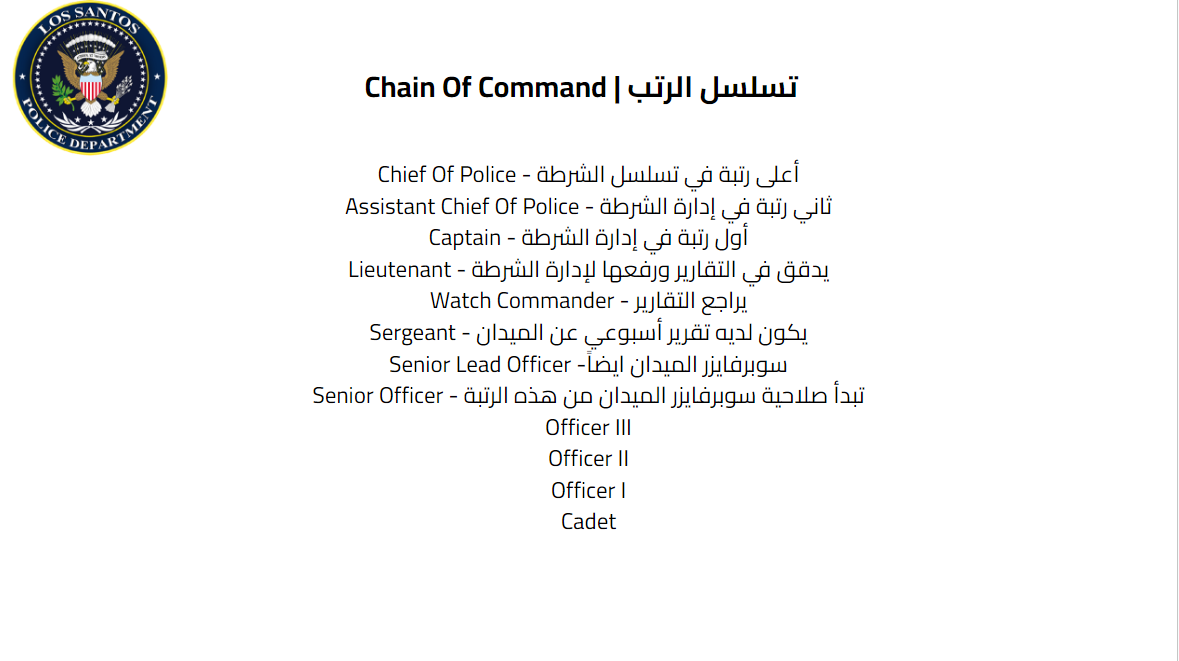 LOS SANTOS
POLICE DEPARTMENT
Chain Of Command | تسلسل الرتب
Chief Of Police - أعلى رتبة في تسلسل الشرطة
Assistant Chief Of Police - ثاني رتبة في إدارة الشرطة
Captain - أول رتبة في إدارة الشرطة
Lieutenant - يدقق في التقارير ورفعها لإدارة الشرطة
Watch Commander - يراجع التقارير
Sergeant - يكون لديه تقرير أسبوعي عن الميدان
Senior Lead Officer -سوبرفايزر الميدان ايضاً
Senior Officer - تبدأ صلاحية سوبرفايزر الميدان من هذه الرتبة
Officer III
Officer II
Officer I
Cadet